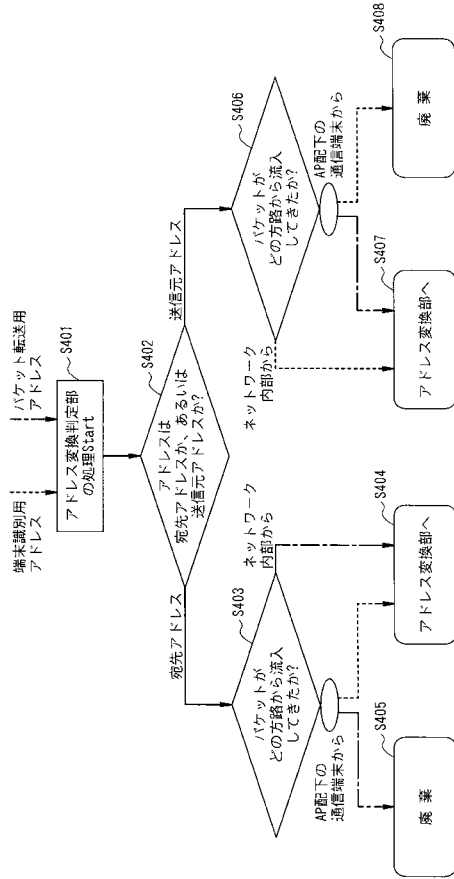 端末識別用
アドレス
パケット転送用
アドレス
S401
アドレス変換判定部
の処理Start
S402
アドレスは
宛先アドレスか、あるいは
送信元アドレスか?
宛先アドレス
送信元アドレス
S403
パケットが
どの方路から流入
してきたか?
ネットワーク
内部から
AP配下の
通信端末から
S404
アドレス変換部へ
S405
廃棄
S406
パケットが
どの方路から流入
してきたか?
ネットワーク
内部から
AP配下の
通信端末から
S407
アドレス変換部へ
S408
廃棄